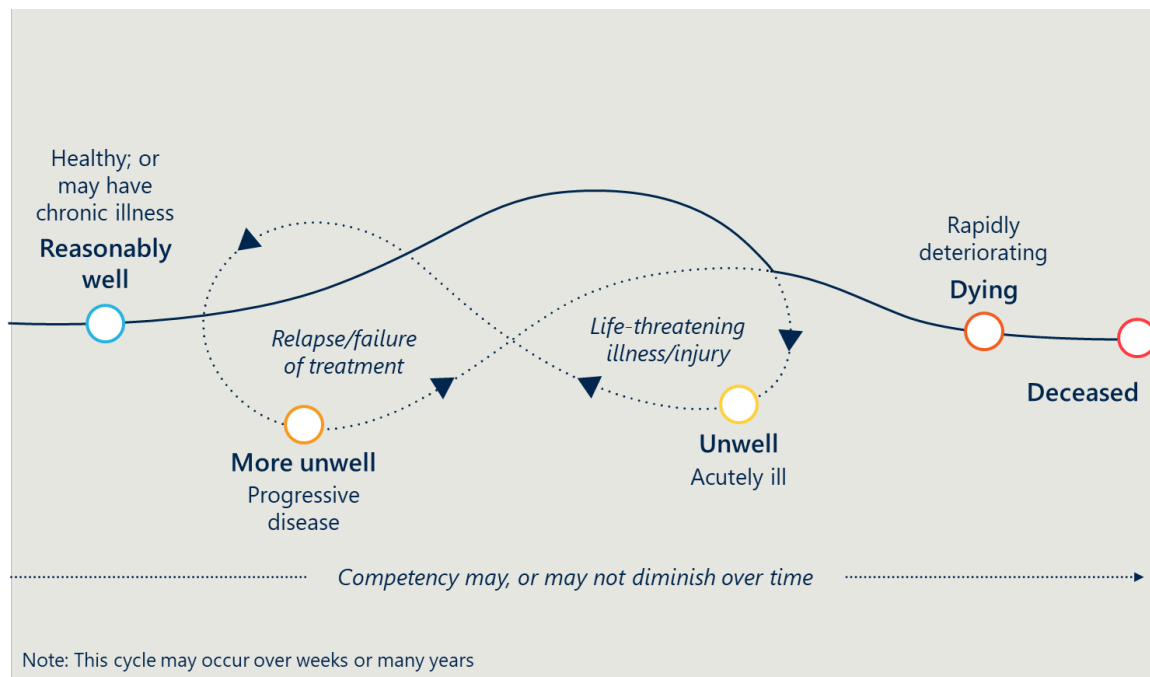 Healthy; or
may have
chronic illness
Reasonably
well
Relapse/failure
of treatment
More unwell
Progressive
disease
Life-threatening
illness/injury
Unwell
Acutely ill
Rapidly
deteriorating
Dying
Deceased
Competency may, or may not diminish over time
Note: This cycle may occur over weeks or many years